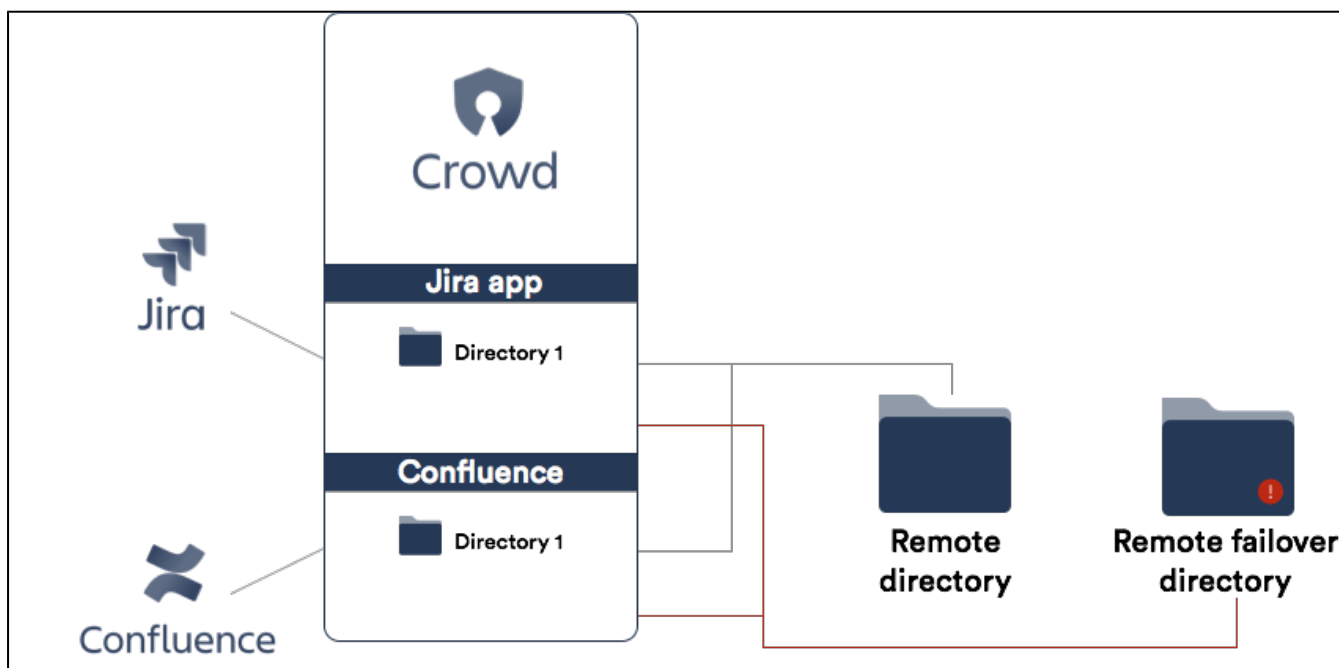 Crowd
Jira app
Jira
Directory 1
Confluence
Directory 1
Confluence
Remote
directory
Remote failover
directory
!